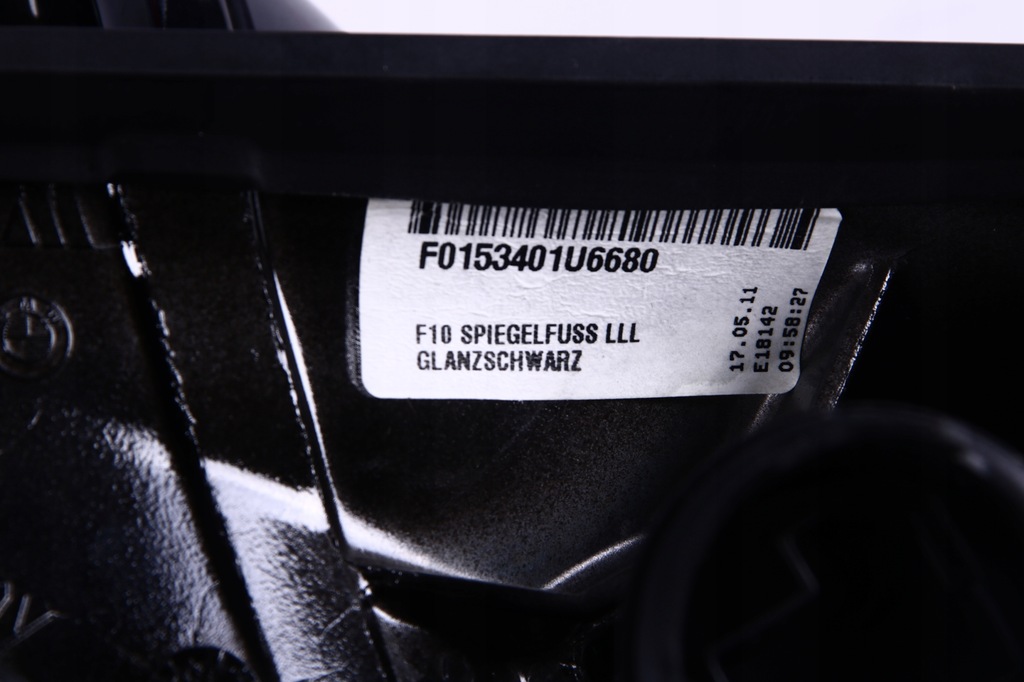 F0153401U6680
F10 SPIEGELFUSS LLL
GLANZSCHWARZ
17.05.11
E18142
09:58:27